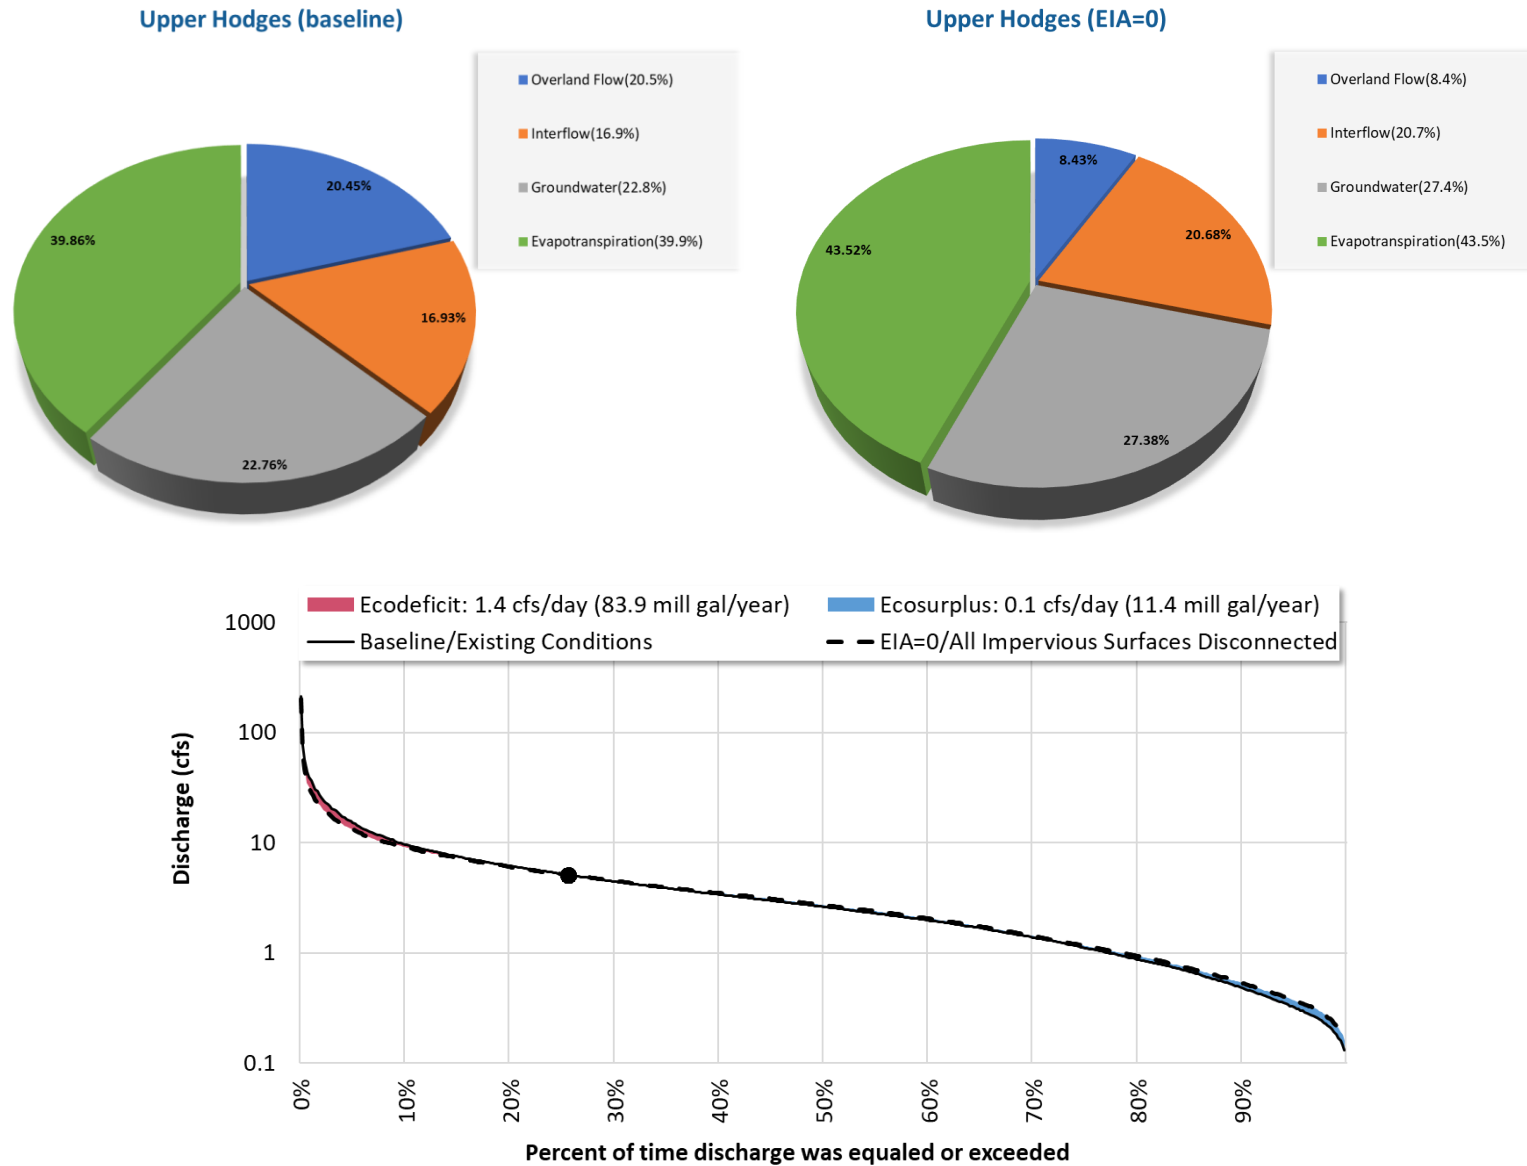 Upper Hodges (baseline)
Overland Flow(20.5%)
Interflow(16.9%)
Groundwater(22.8%)
Evapotranspiration(39.9%)
20.45%
39.86%
16.93%
22.76%
Upper Hodges (EIA=0)
Overland Flow(8.4%)
Interflow(20.7%)
Groundwater(27.4%)
Evapotranspiration(43.5%)
8.43%
20.68%
43.52%
27.38%
Ecodeficit: 1.4 cfs/day (83.9 mill gal/year)
Ecosurplus: 0.1 cfs/day (11.4 mill gal/year)
Baseline/Existing Conditions
EIA=0/All Impervious Surfaces Disconnected
Discharge (cfs)
1000
100
10
1
0.1
0%
10%
20%
30%
40%
50%
60%
70%
80%
90%
Percent of time discharge was equaled or exceeded